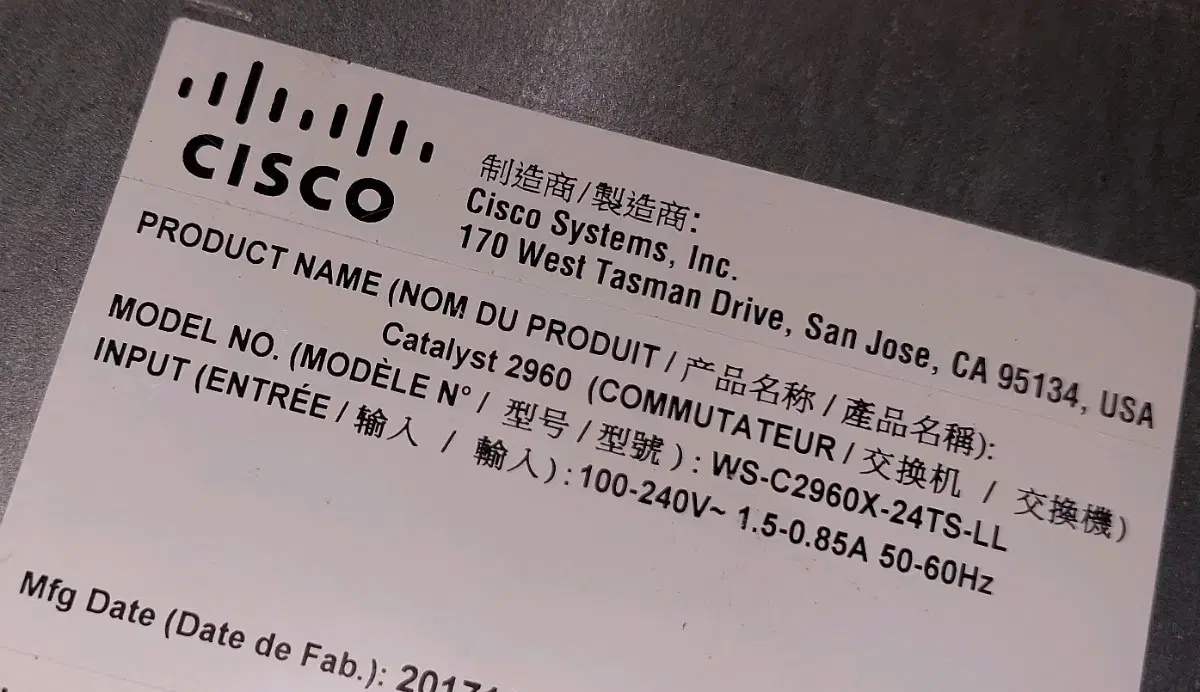 CISCO
制造商/製造商:
Cisco Systems, Inc.
170 West Tasman Drive, San Jose, CA 95134, USA
PRODUCT NAME (NOM DU PRODUIT / 产品名称 / 產品名稱):
Catalyst 2960 (COMMUTATEUR / 交换机 / 交換機)
MODEL NO. (MODÈLE N° / 型号 / 型號): WS-C2960X-24TS-LL
INPUT (ENTRÉE / 输入 / 輸入): 100-240V~ 1.5-0.85A 50-60Hz
Mfg Date (Date de Fab.): 2017